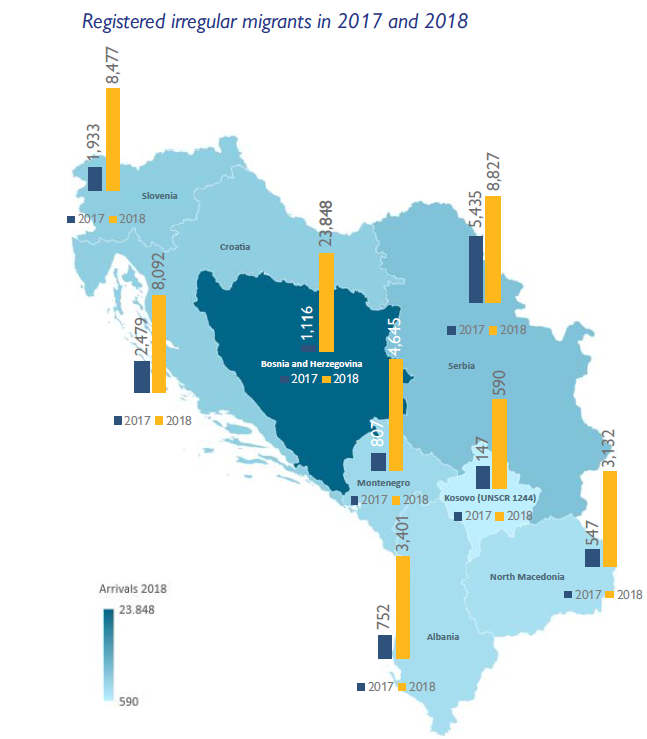 Registered irregular migrants in 2017 and 2018
1,933
8,477
Slovenia
2017 2018
Croatia
2,479
8,092
2017 2018
1,116
23,848
Bosnia and Herzegovina
2017 2018
5,435
8,827
2017 2018
Serbia
807
4,645
Montenegro
2017 2018
147
590
Kosovo (UNSCR 1244)
2017 2018
547
3,132
North Macedonia
2017 2018
752
3,401
Albania
2017 2018
Arrivals 2018
23.848
590